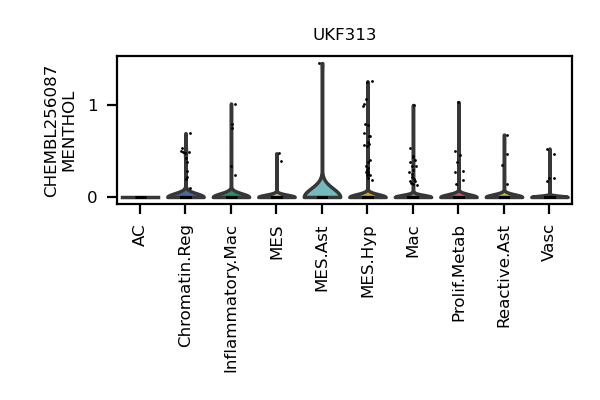 UKF313
CHEMBL256087
MENTHOL
1
0
AC
Chromatin.Reg
Inflammatory.Mac
MES
MES.Ast
MES.Hyp
Mac
Prolif.Metab
Reactive.Ast
Vasc